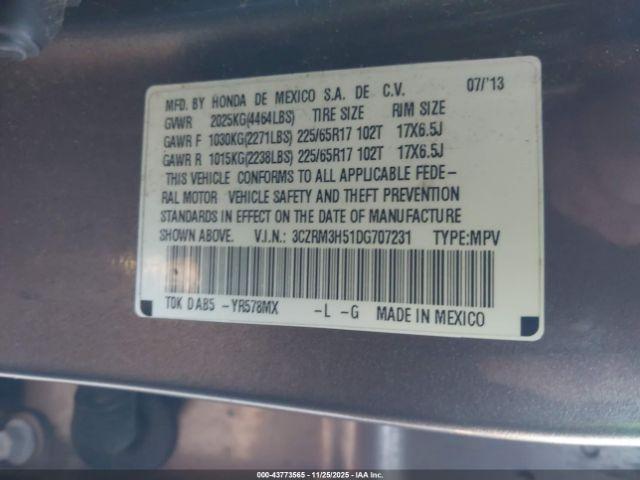 MFD. BY HONDA DE MEXICO S.A. DE C.V. 07/'13
GVWR 2025KG(4464LBS) TIRE SIZE RIM SIZE
GAWR F 1030KG(2271LBS) 225/65R17 102T 17X6.5J
GAWR R 1015KG(2238LBS) 225/65R17 102T 17X6.5J
THIS VEHICLE CONFORMS TO ALL APPLICABLE FEDE-
RAL MOTOR VEHICLE SAFETY AND THEFT PREVENTION
STANDARDS IN EFFECT ON THE DATE OF MANUFACTURE
SHOWN ABOVE. V.I.N.: 3CZRM3H51DG707231 TYPE:MPV
T0K D AB5 -YR578MX -L -G MADE IN MEXICO
000-43773565 - 11/25/2025 - IAA Inc.